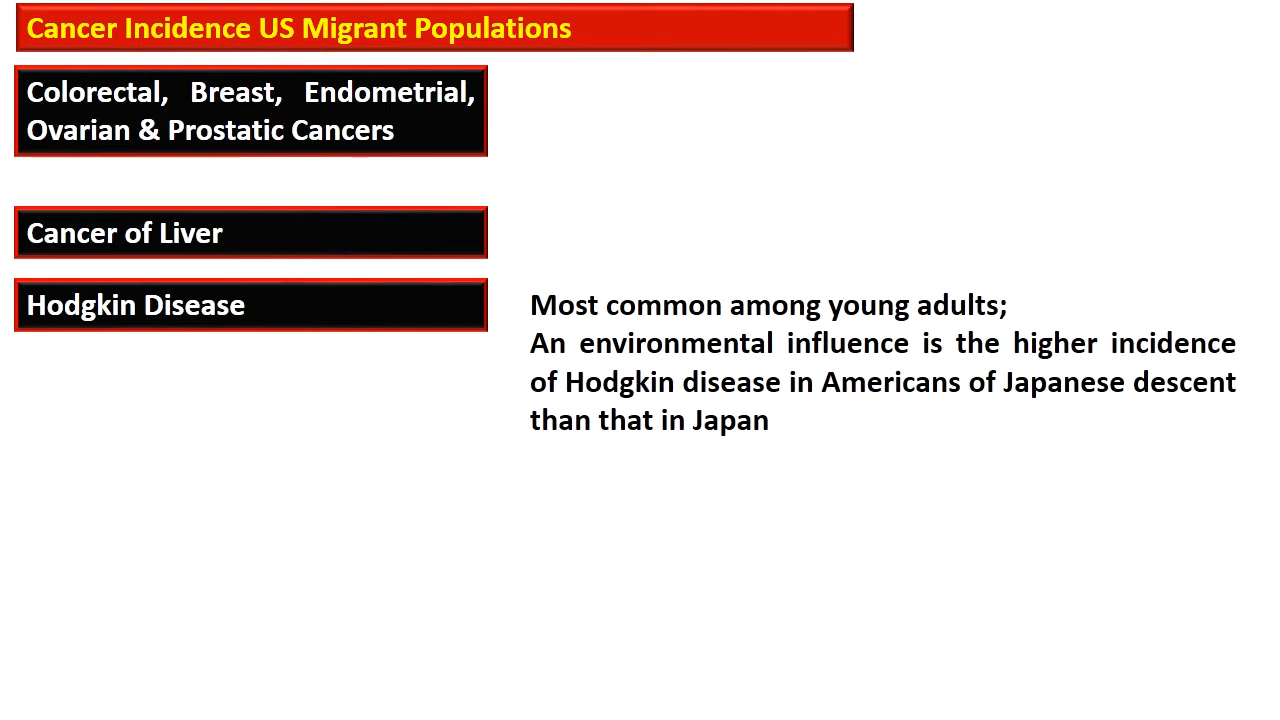 Cancer Incidence US Migrant Populations
Colorectal, Breast, Endometrial,
Ovarian & Prostatic Cancers
Cancer of Liver
Hodgkin Disease
Most common among young adults;
An environmental influence is the higher incidence
of Hodgkin disease in Americans of Japanese descent
than that in Japan